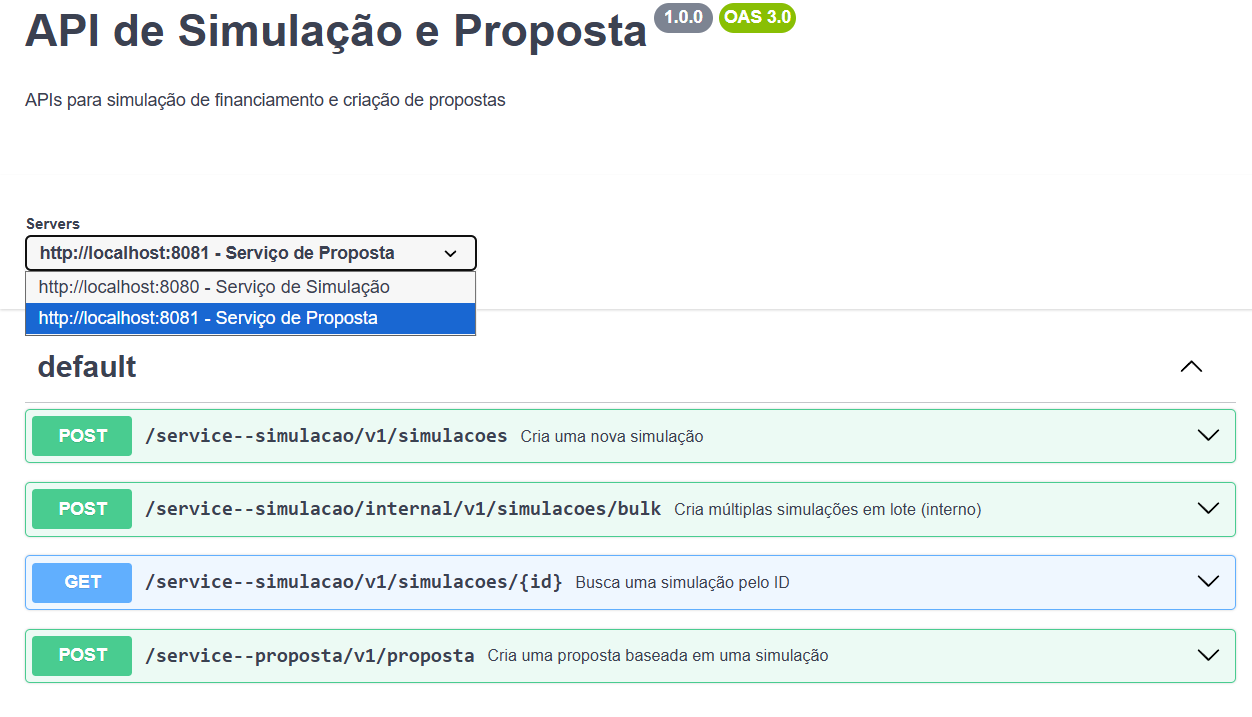 API de Simulação e Proposta 1.0.0 OAS 3.0
APIs para simulação de financiamento e criação de propostas
Servers
http://localhost:8081 - Serviço de Proposta
http://localhost:8080 - Serviço de Simulação
http://localhost:8081 - Serviço de Proposta
default
POST /service--simulacao/v1/simulacoes Cria uma nova simulação
POST /service--simulacao/internal/v1/simulacoes/bulk Cria múltiplas simulações em lote (interno)
GET /service--simulacao/v1/simulacoes/{id} Busca uma simulação pelo ID
POST /service--proposta/v1/proposta Cria uma proposta baseada em uma simulação